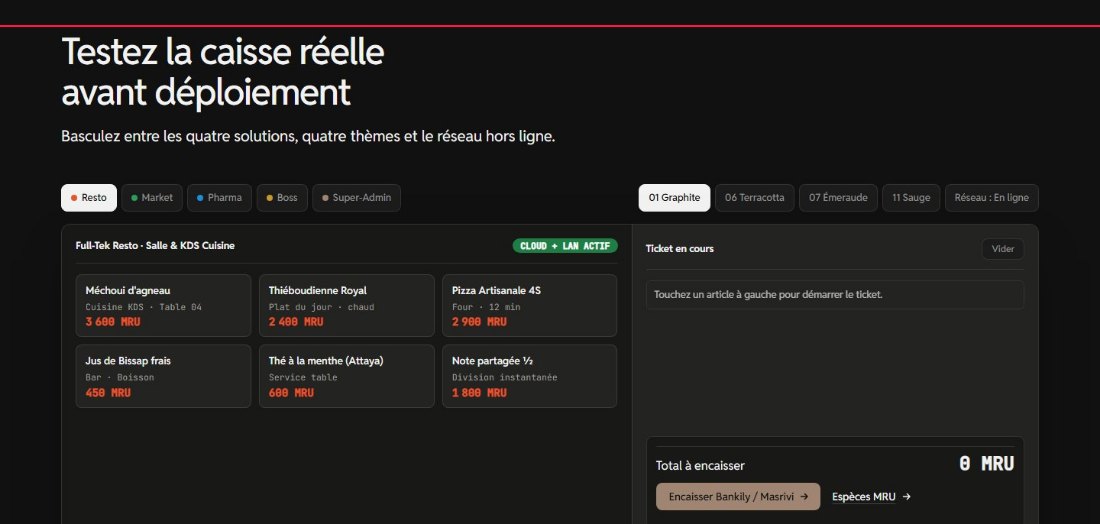 Testez la caisse réelle
avant déploiement
Basculez entre les quatre solutions, quatre thèmes et le réseau hors ligne.
Resto
Market
Pharma
Boss
Super-Admin
01 Graphite
06 Terracotta
07 Émeraude
11 Sauge
Réseau : En ligne
Full-Tek Resto · Salle & KDS Cuisine
CLOUD + LAN ACTIF
Méchoui d'agneau
Cuisine KDS · Table 04
3 600 MRU
Thiéboudienne Royal
Plat du jour · chaud
2 400 MRU
Pizza Artisanale 4S
Four · 12 min
2 900 MRU
Jus de Bissap frais
Bar · Boisson
450 MRU
Thé à la menthe (Attaya)
Service table
600 MRU
Note partagée ½
Division instantanée
1 800 MRU
Ticket en cours
Vider
Touchez un article à gauche pour démarrer le ticket.
Total à encaisser
0 MRU
Encaisser Bankily / Masrivi →
Espèces MRU →